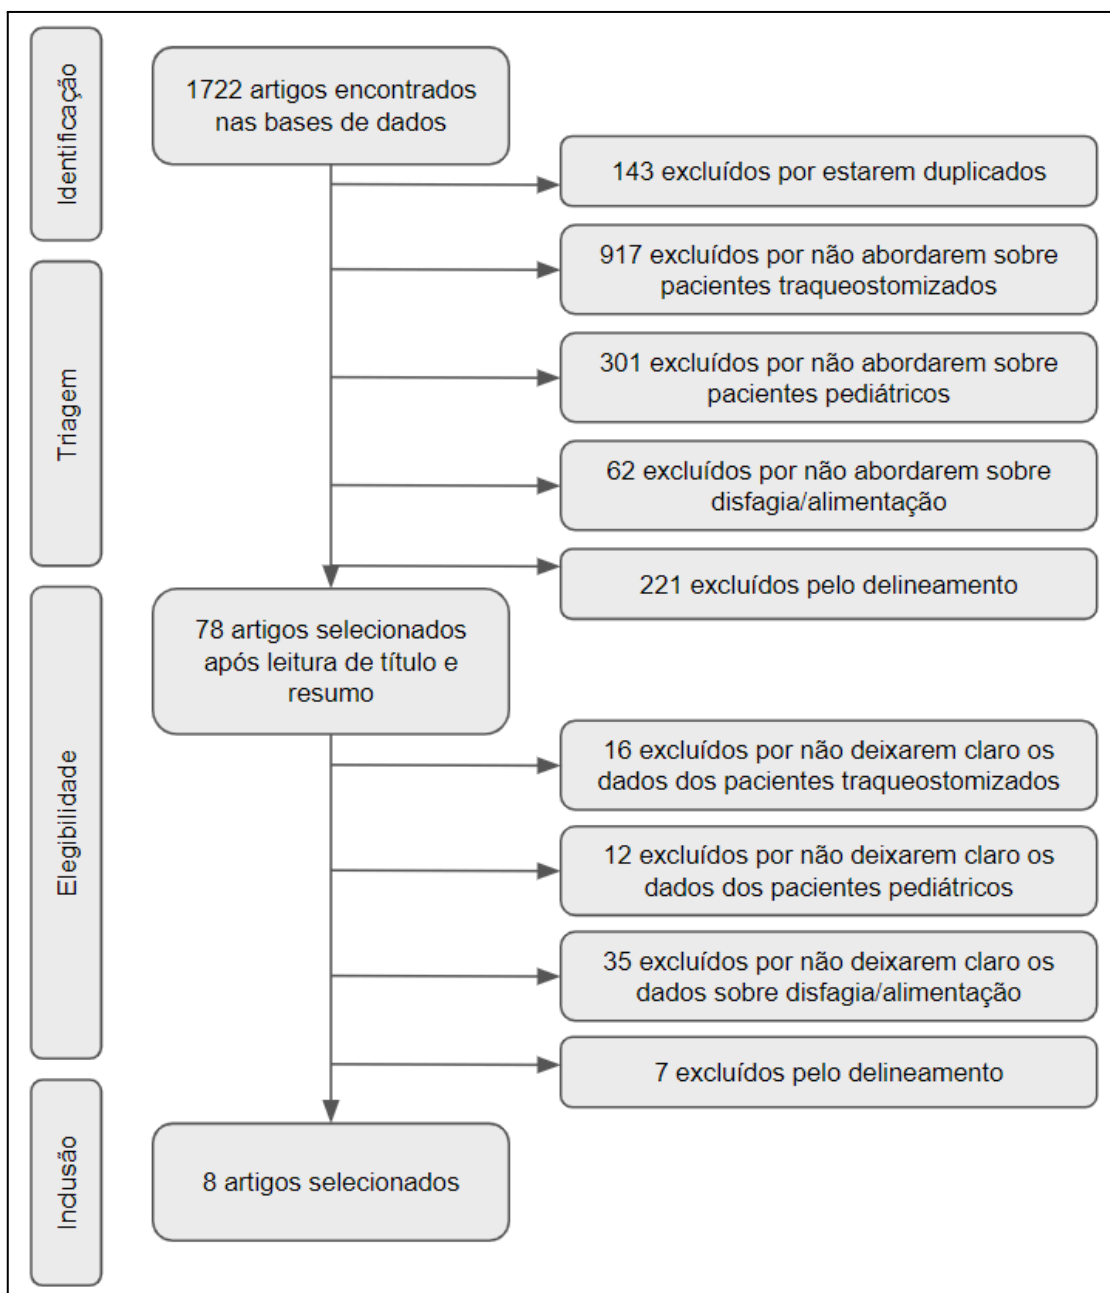 Identificação
1722 artigos encontrados
nas bases de dados
143 excluídos por estarem duplicados
Triagem
917 excluídos por não abordarem sobre
pacientes traqueostomizados
301 excluídos por não abordarem sobre
pacientes pediátricos
62 excluídos por não abordarem sobre
disfagia/alimentação
221 excluídos pelo delineamento
Elegibilidade
78 artigos selecionados
após leitura de título e
resumo
16 excluídos por não deixarem claro os
dados dos pacientes traqueostomizados
12 excluídos por não deixarem claro os
dados dos pacientes pediátricos
35 excluídos por não deixarem claro os
dados sobre disfagia/alimentação
7 excluídos pelo delineamento
Inclusão
8 artigos selecionados